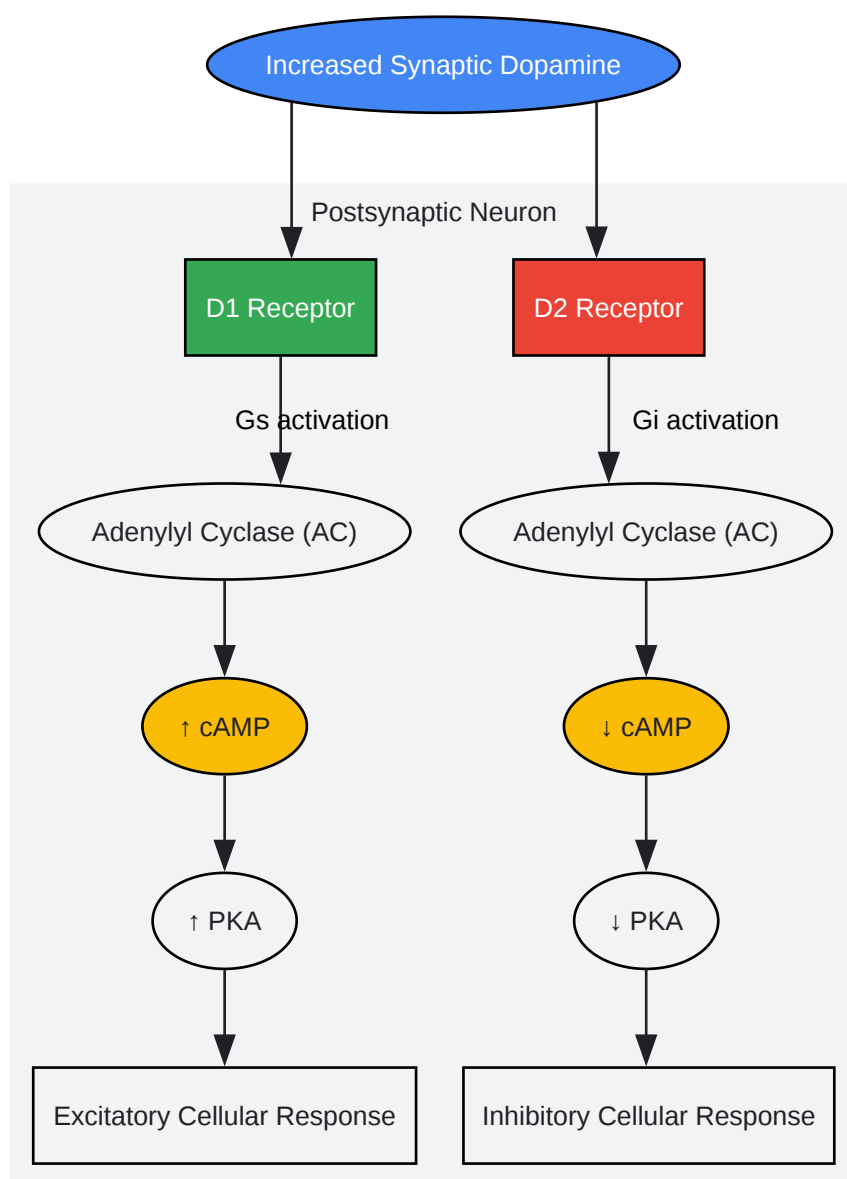 Increased Synaptic Dopamine
Postsynaptic Neuron
D1 Receptor
D2 Receptor
Gs activation
Gi activation
Adenylyl Cyclase (AC)
Adenylyl Cyclase (AC)
↑ cAMP
↓ cAMP
↑ PKA
↓ PKA
Excitatory Cellular Response
Inhibitory Cellular Response